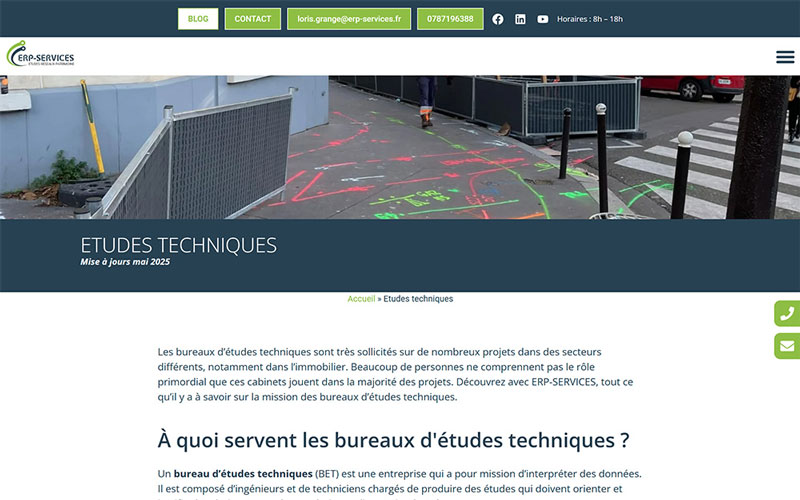 BLOG
CONTACT
loris.grange@erp-services.fr
0787196388
Horaires : 8h – 18h
ERP-SERVICES
ETUDES TECHNIQUES
Mise à jours mai 2025
Accueil » Etudes techniques
Les bureaux d’études techniques sont très sollicités sur de nombreux projets dans des secteurs
différents, notamment dans l’immobilier. Beaucoup de personnes ne comprennent pas le rôle
primordial que ces cabinets jouent dans la majorité des projets. Découvrez avec ERP-SERVICES, tout ce
qu’il y a à savoir sur la mission des bureaux d’études techniques.
À quoi servent les bureaux d'études techniques ?
Un bureau d’études techniques (BET) est une entreprise qui a pour mission d’interpréter des données.
Il est composé d’ingénieurs et de techniciens chargés de produire des études qui doivent orienter et